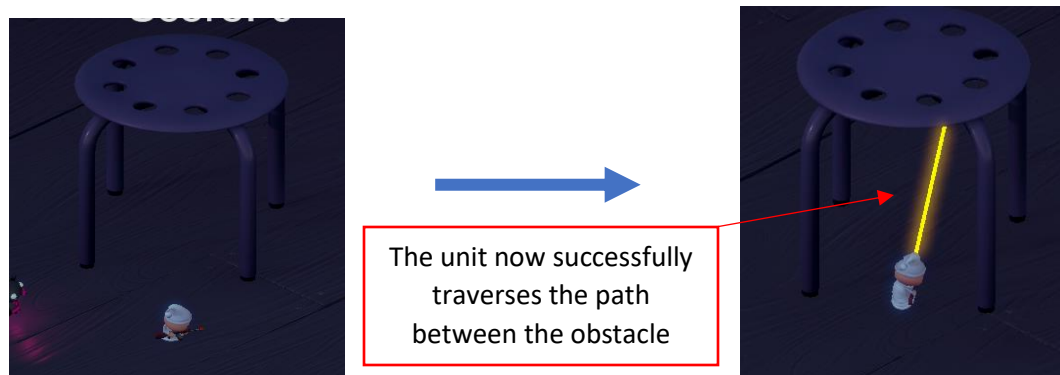 The unit now successfully
traverses the path
between the obstacle